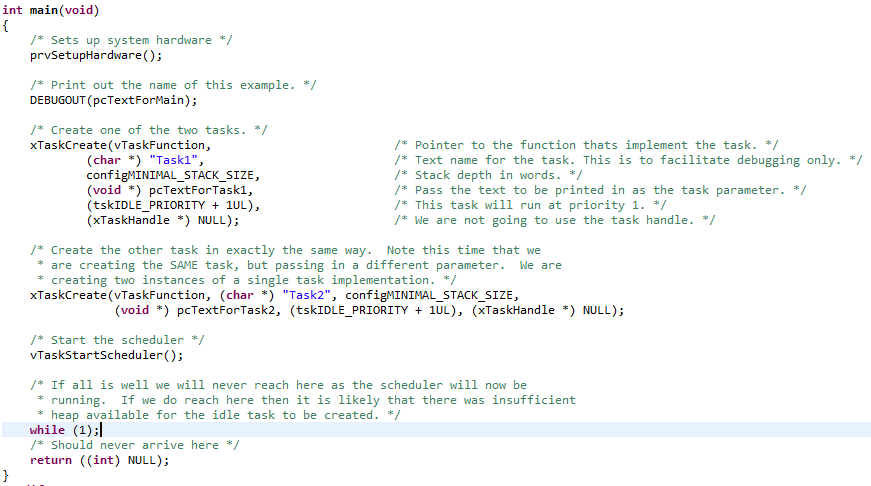 int main(void)
{
    /* Sets up system hardware */
    prvSetupHardware();

    /* Print out the name of this example. */
    DEBUGOUT(pcTextForMain);

    /* Create one of the two tasks. */
    xTaskCreate(vTaskFunction,                          /* Pointer to the function thats implement the task. */
            (char *) "Task1",                           /* Text name for the task. This is to facilitate debugging only. */
            configMINIMAL_STACK_SIZE,                   /* Stack depth in words. */
            (void *) pcTextForTask1,                    /* Pass the text to be printed in as the task parameter. */
            (tskIDLE_PRIORITY + 1UL),                   /* This task will run at priority 1. */
            (xTaskHandle *) NULL);                      /* We are not going to use the task handle. */

    /* Create the other task in exactly the same way.  Note this time that we
     * are creating the SAME task, but passing in a different parameter.  We are
     * creating two instances of a single task implementation. */
    xTaskCreate(vTaskFunction, (char *) "Task2", configMINIMAL_STACK_SIZE,
                (void *) pcTextForTask2, (tskIDLE_PRIORITY + 1UL), (xTaskHandle *) NULL);

    /* Start the scheduler */
    vTaskStartScheduler();

    /* If all is well we will never reach here as the scheduler will now be
     * running.  If we do reach here then it is likely that there was insufficient
     * heap available for the idle task to be created. */
    while (1);
    /* Should never arrive here */
    return ((int) NULL);
}